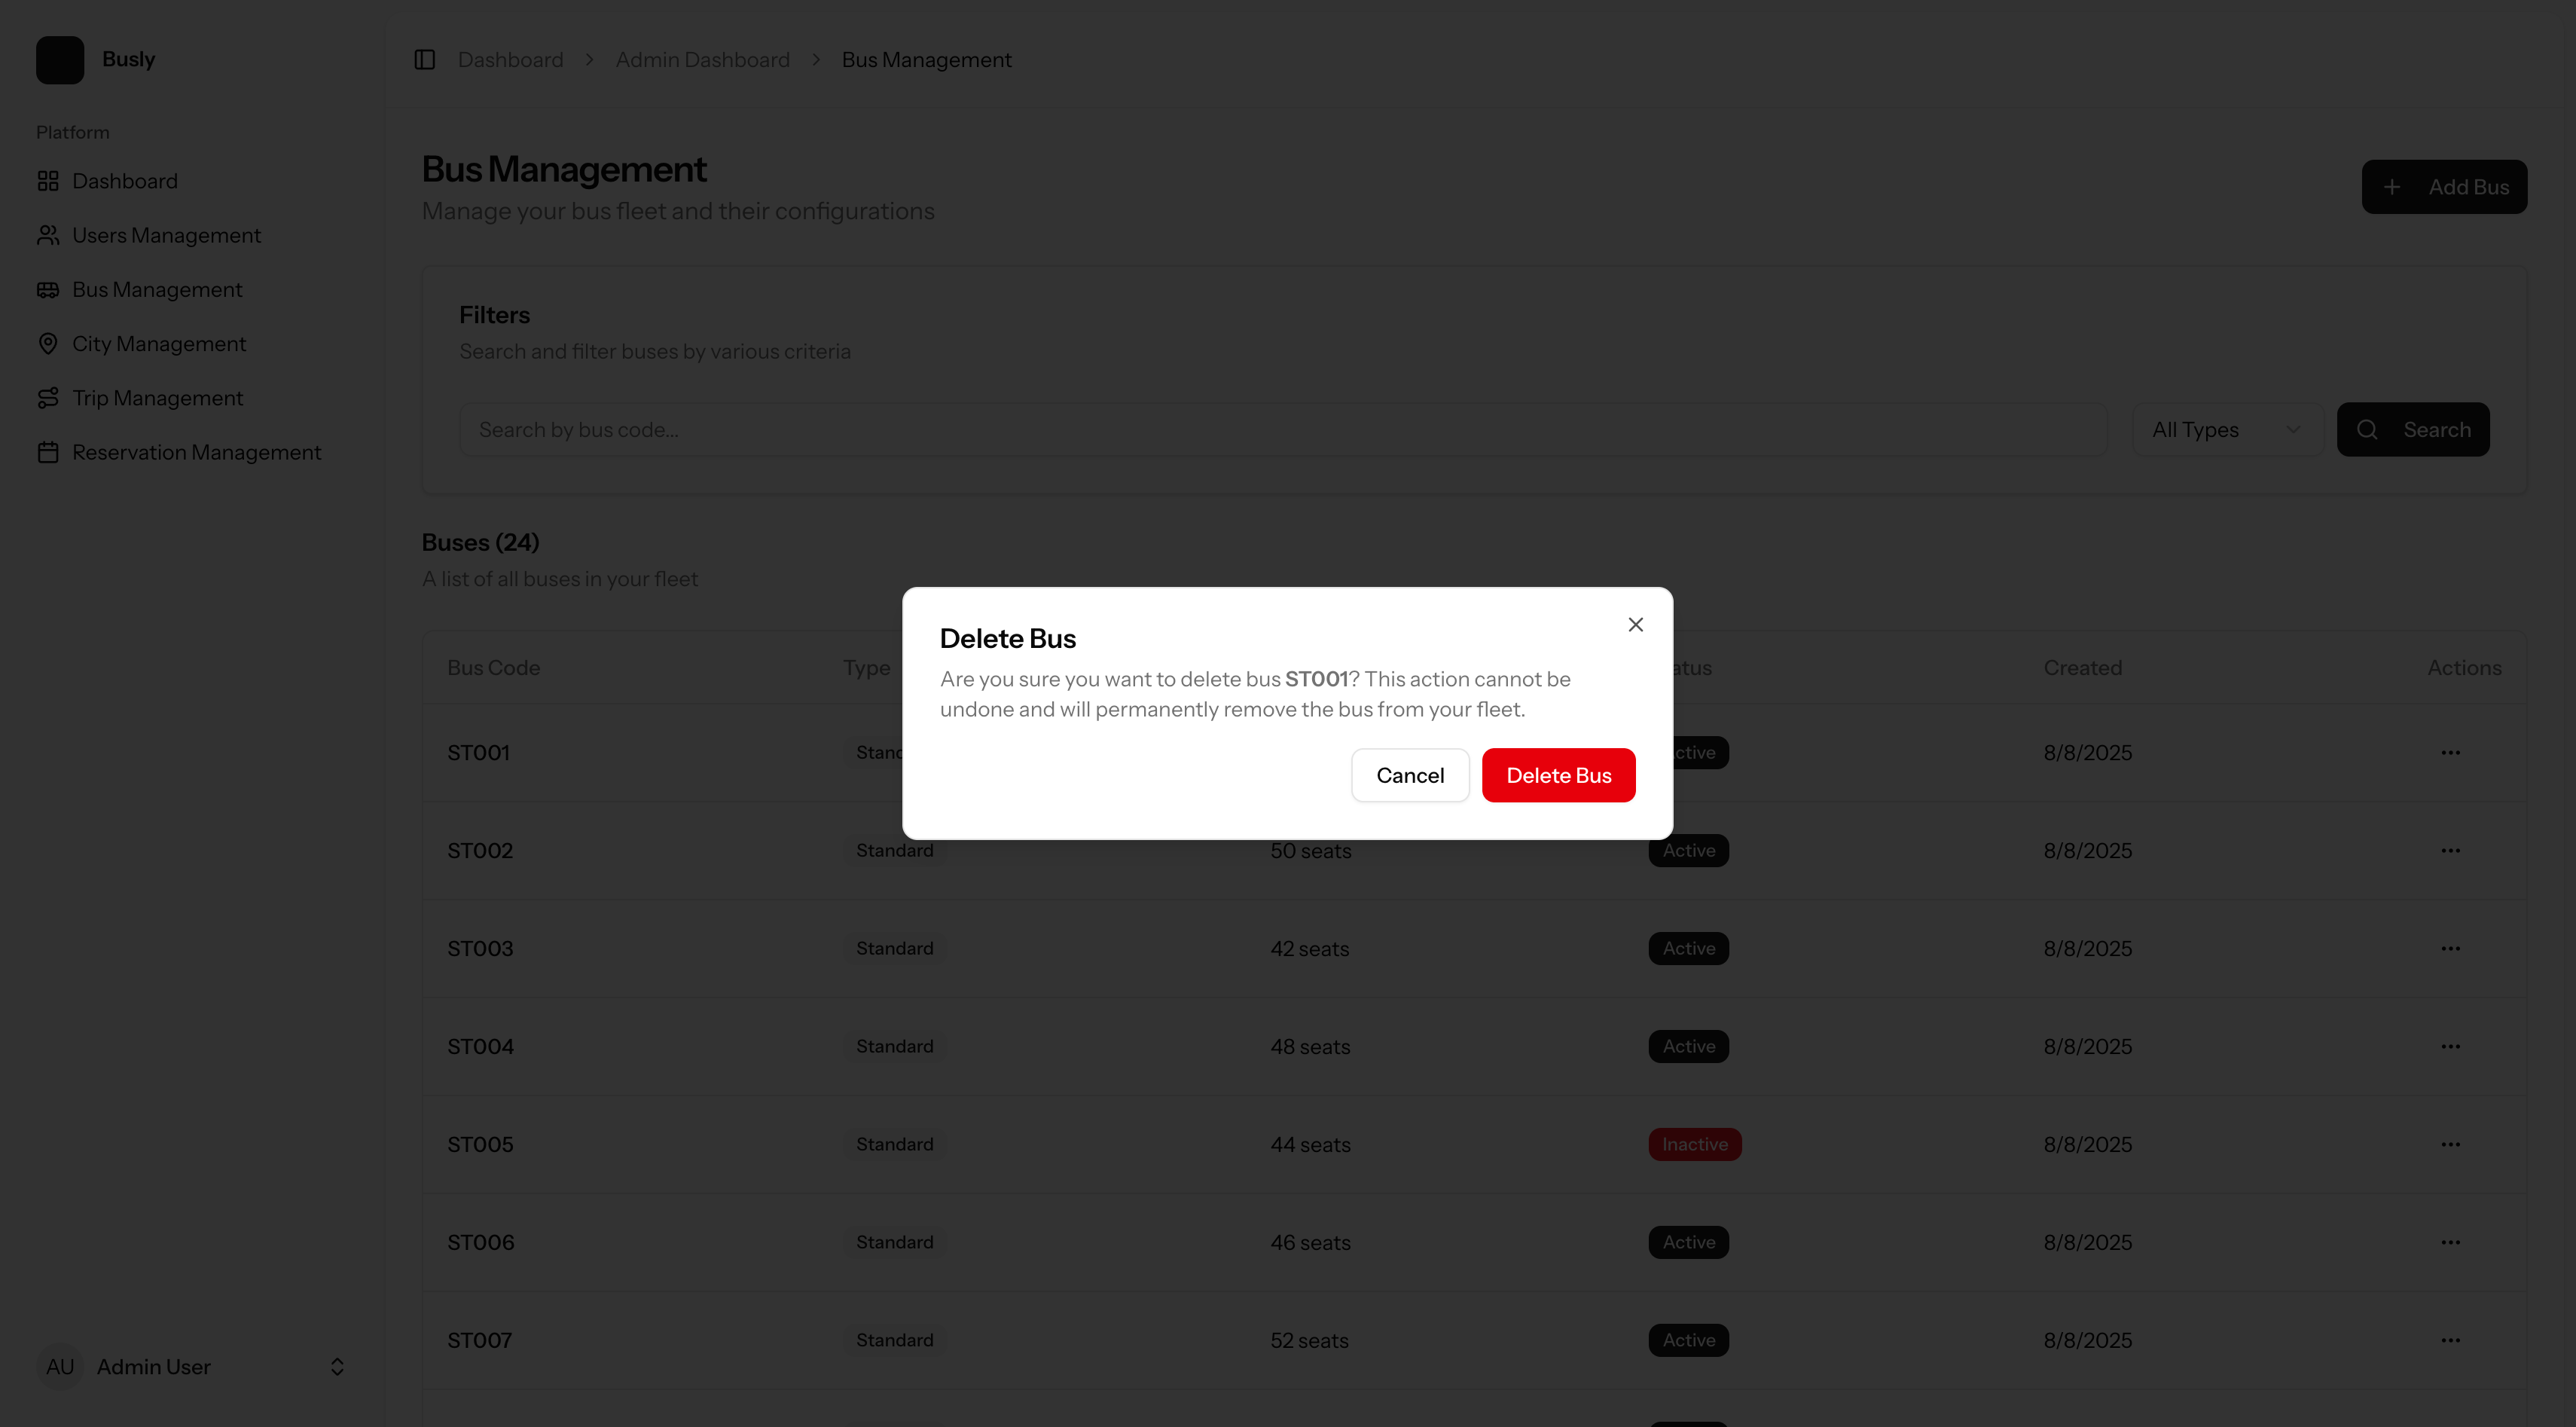 Busly
Platform
Dashboard
Users Management
Bus Management
City Management
Trip Management
Reservation Management
AU Admin User
Dashboard > Admin Dashboard > Bus Management
Bus Management
Manage your bus fleet and their configurations
Add Bus
Filters
Search and filter buses by various criteria
Search by bus code...
All Types
Search
Buses (24)
A list of all buses in your fleet
Bus Code Type Created Actions
ST001 8/8/2025
ST002 Standard 50 seats Active 8/8/2025
ST003 Standard 42 seats Active 8/8/2025
ST004 Standard 48 seats Active 8/8/2025
ST005 Standard 44 seats Inactive 8/8/2025
ST006 Standard 46 seats Active 8/8/2025
ST007 Standard 52 seats Active 8/8/2025
Delete Bus
Are you sure you want to delete bus ST001? This action cannot be
undone and will permanently remove the bus from your fleet.
Cancel
Delete Bus